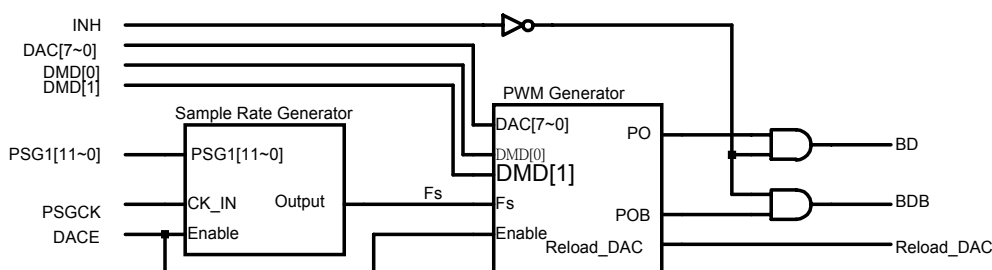 INH
DAC[7~0]
DMD[0]
DMD[1]
Sample Rate Generator
PWM Generator
PSG1[11~0]
PSG1[11~0]
DAC[7~0]
PO
BD
DMD[0]
DMD[1]
PSGCK
CK_IN
Output
Fs
Fs
POB
BDB
DACE
Enable
Enable
Reload_DAC
Reload_DAC